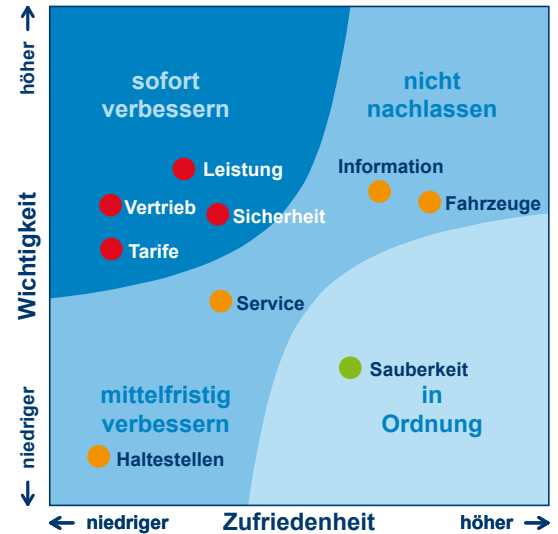 höher
sofort
verbessern
nicht
nachlassen
Leistung
Information
Vertrieb
Sicherheit
Fahrzeuge
Tarife
Wichtigkeit
Service
Sauberkeit
mittelfristig
verbessern
in
Ordnung
Haltestellen
niedriger
niedriger
Zufriedenheit
höher